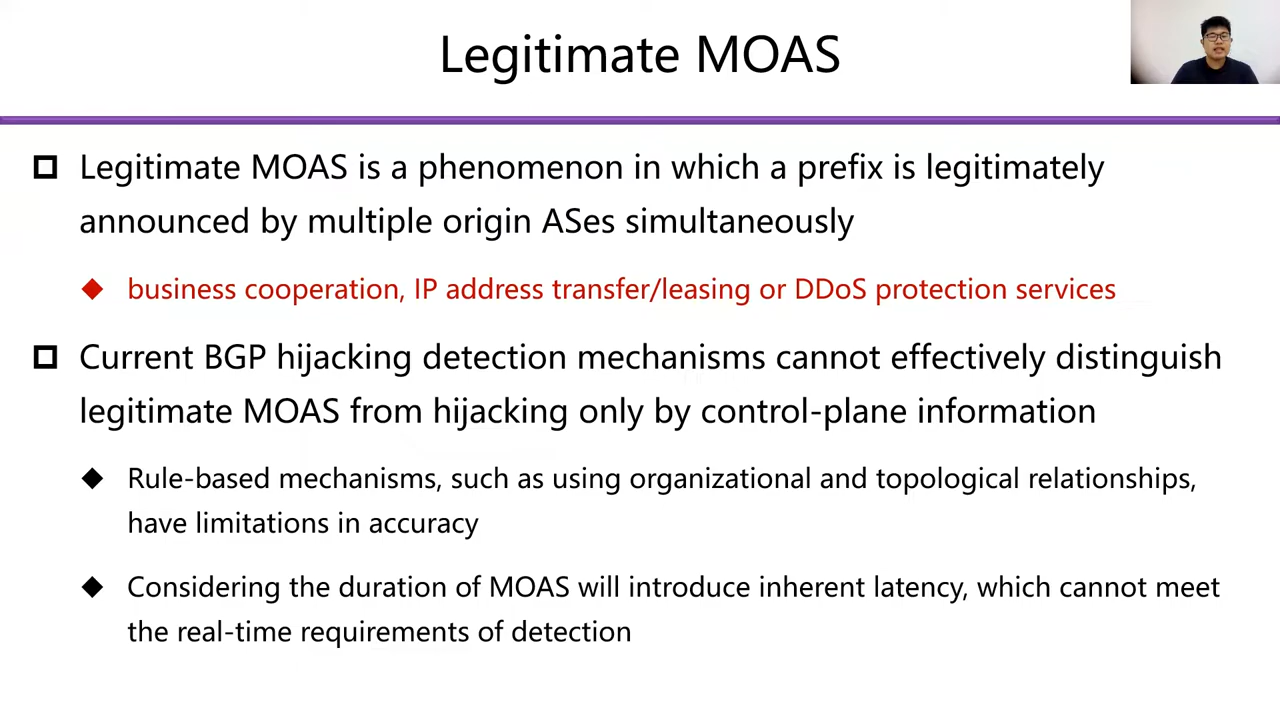 Legitimate MOAS
Legitimate MOAS is a phenomenon in which a prefix is legitimately
announced by multiple origin ASes simultaneously
business cooperation, IP address transfer/leasing or DDoS protection services
Current BGP hijacking detection mechanisms cannot effectively distinguish
legitimate MOAS from hijacking only by control-plane information
Rule-based mechanisms, such as using organizational and topological relationships,
have limitations in accuracy
Considering the duration of MOAS will introduce inherent latency, which cannot meet
the real-time requirements of detection